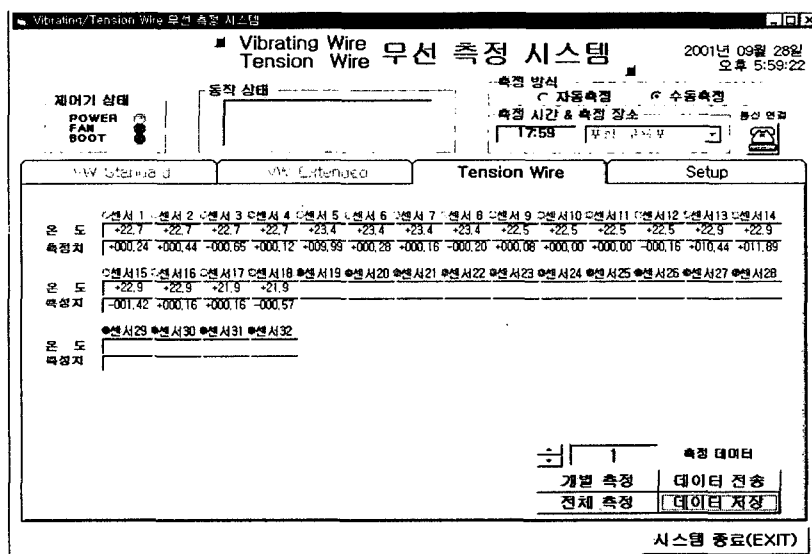 Vibrating/Tension Wire 무선 측정 시스템
Vibrating Wire
Tension Wire
무선 측정 시스템
2001년 09월 28일
오후 5:59:22
제어기 상태
POWER
FAN
BOOT
동작 상태
측정 방식
자동측정 수동측정
측정 시간 & 측정 장소
17:59
통신 연결
VW Standard VW Extended Tension Wire Setup
센서 1 센서 2 센서 3 센서 4 센서 5 센서 6 센서 7 센서 8 센서 9 센서10 센서11 센서12 센서13 센서14
온 도 +22,7 +22,7 +22,7 +22,7 +23,4 +23,4 +23,4 +23,4 +22,5 +22,5 +22,5 +22,5 +22,9 +22,9
측정치 +000,24 +000,44 +000,65 +000,12 +009,99 +000,28 +000,16 -000,20 +000,08 +000,00 +000,00 -000,16 +010,44 +011,89
센서15 센서16 센서17 센서18 센서19 센서20 센서21 센서22 센서23 센서24 센서25 센서26 센서27 센서28
온 도 +22,9 +22,9 +21,9 +21,9
측정치 -001,42 +000,16 +000,16 -000,57
센서29 센서30 센서31 센서32
온 도
측정치
1 측정 데이터
개별 측정 데이터 전송
전체 측정 데이터 저장
시스템 종료(EXIT)